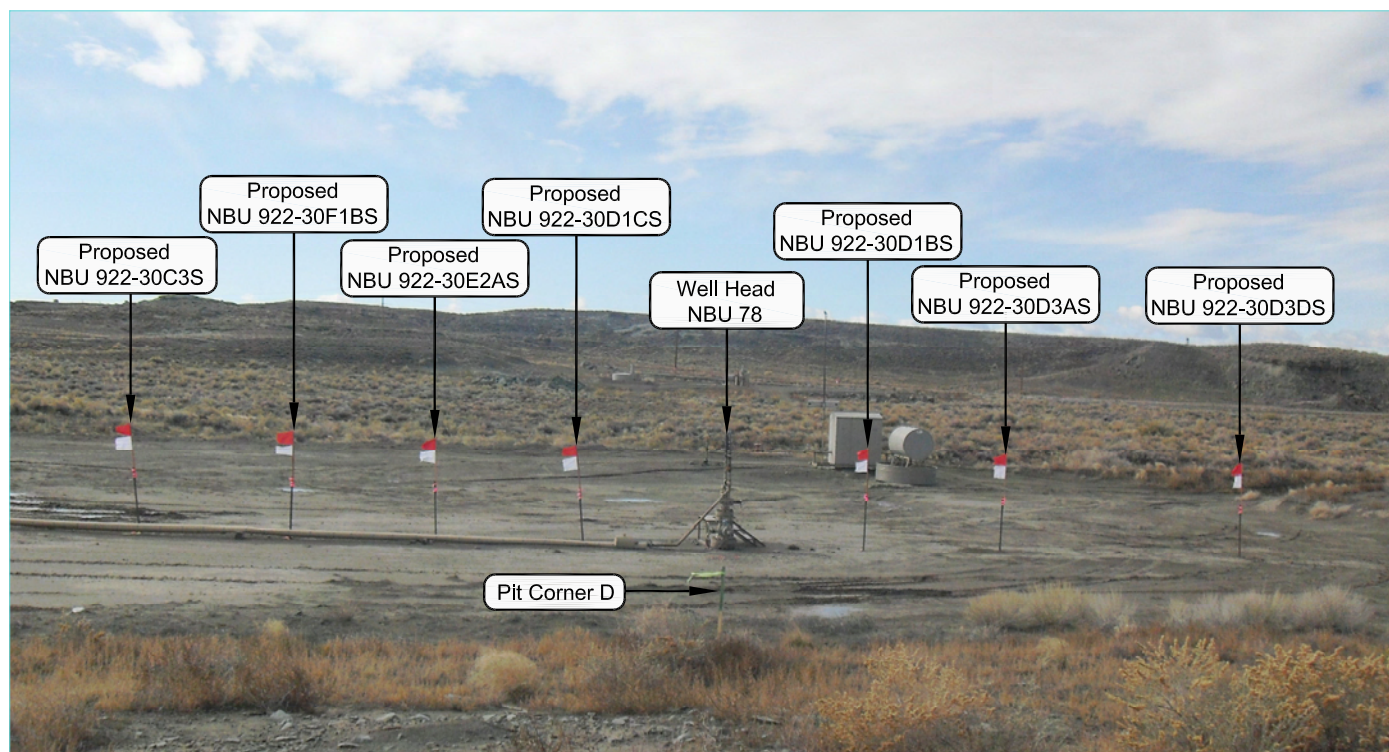 Proposed
NBU 922-30C3S
Proposed
NBU 922-30F1BS
Proposed
NBU 922-30E2AS
Proposed
NBU 922-30D1CS
Well Head
NBU 78
Proposed
NBU 922-30D1BS
Proposed
NBU 922-30D3AS
Proposed
NBU 922-30D3DS
Pit Corner D